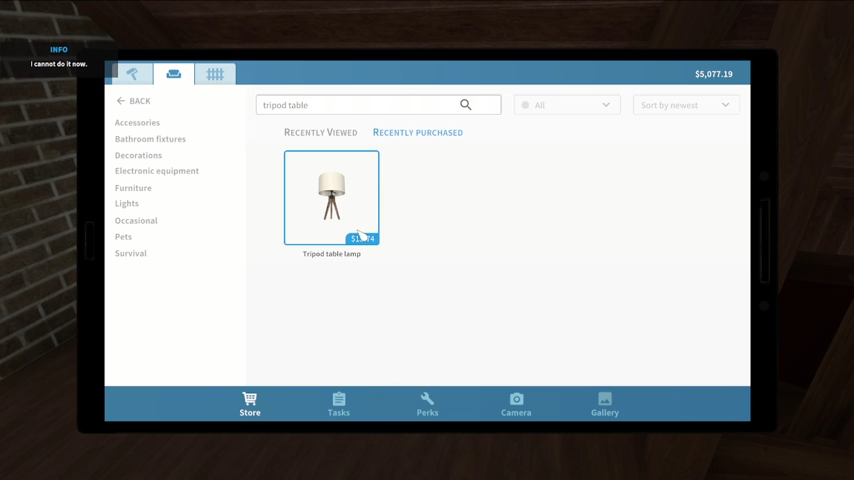 INFO
I cannot do it now.
$5,077.19
BACK
tripod table
All
Sort by newest
Accessories
Bathroom fixtures
Decorations
Electronic equipment
Furniture
Lights
Occasional
Pets
Survival
RECENTLY VIEWED
RECENTLY PURCHASED
Tripod table lamp
Store
Tasks
Perks
Camera
Gallery